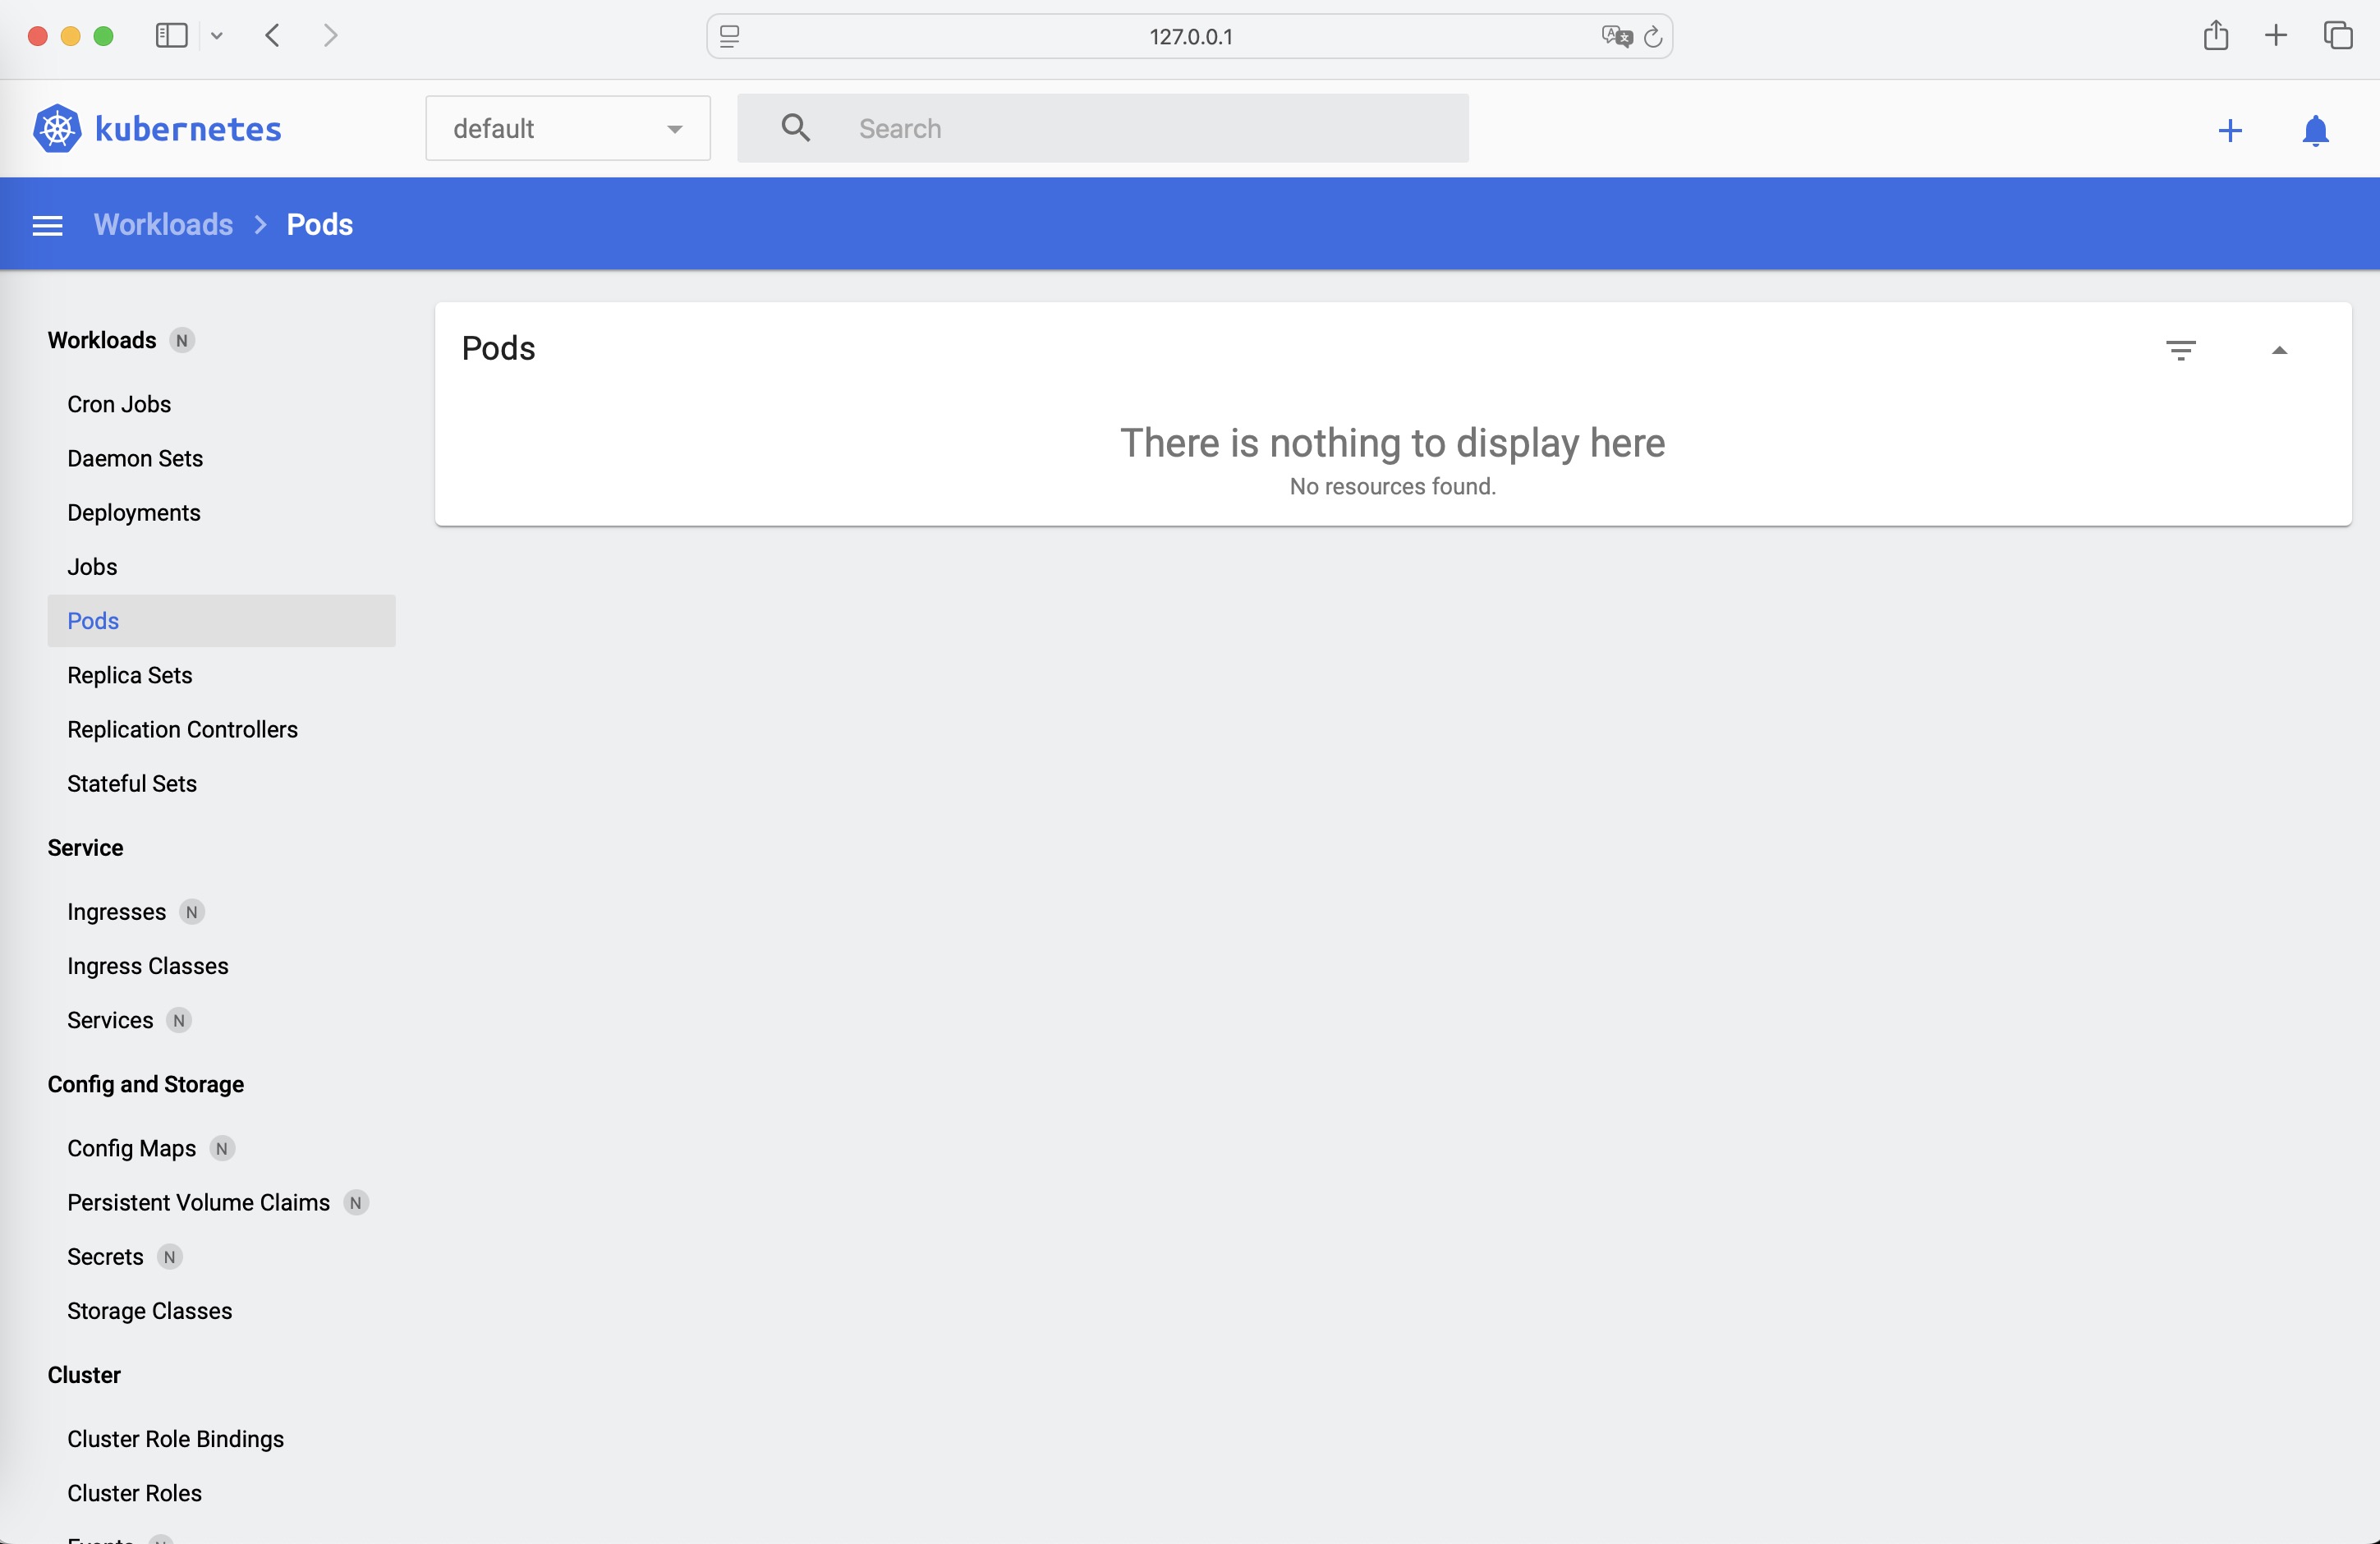 127.0.0.1
kubernetes
default
Search
Workloads > Pods
Workloads N
Cron Jobs
Daemon Sets
Deployments
Jobs
Pods
Replica Sets
Replication Controllers
Stateful Sets
Service
Ingresses N
Ingress Classes
Services N
Config and Storage
Config Maps N
Persistent Volume Claims N
Secrets N
Storage Classes
Cluster
Cluster Role Bindings
Cluster Roles
Events N
Pods
There is nothing to display here
No resources found.